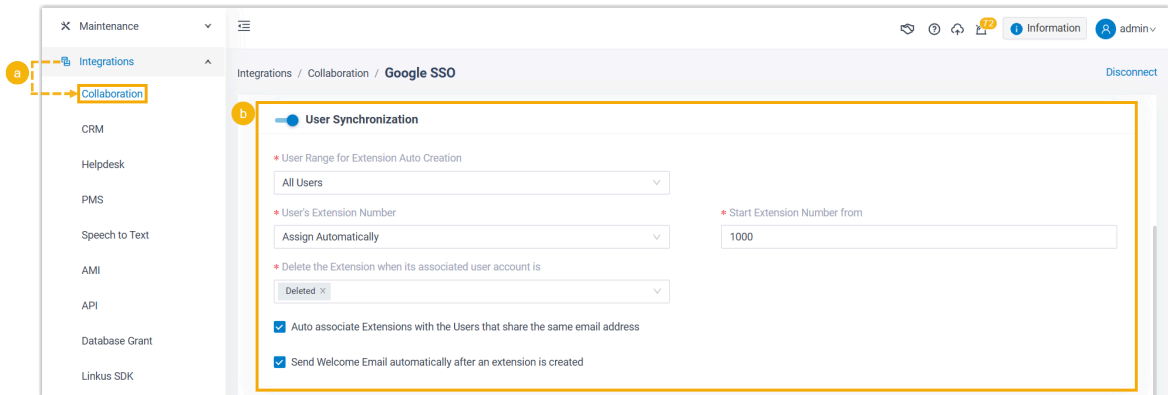 Maintenance
72
Information
admin
a
Integrations
Integrations / Collaboration / Google SSO
Disconnect
Collaboration
b
User Synchronization
CRM
Helpdesk
* User Range for Extension Auto Creation
All Users
PMS
* User's Extension Number
* Start Extension Number from
Speech to Text
Assign Automatically
1000
AMI
* Delete the Extension when its associated user account is
Deleted ×
API
Auto associate Extensions with the Users that share the same email address
Database Grant
Send Welcome Email automatically after an extension is created
Linkus SDK